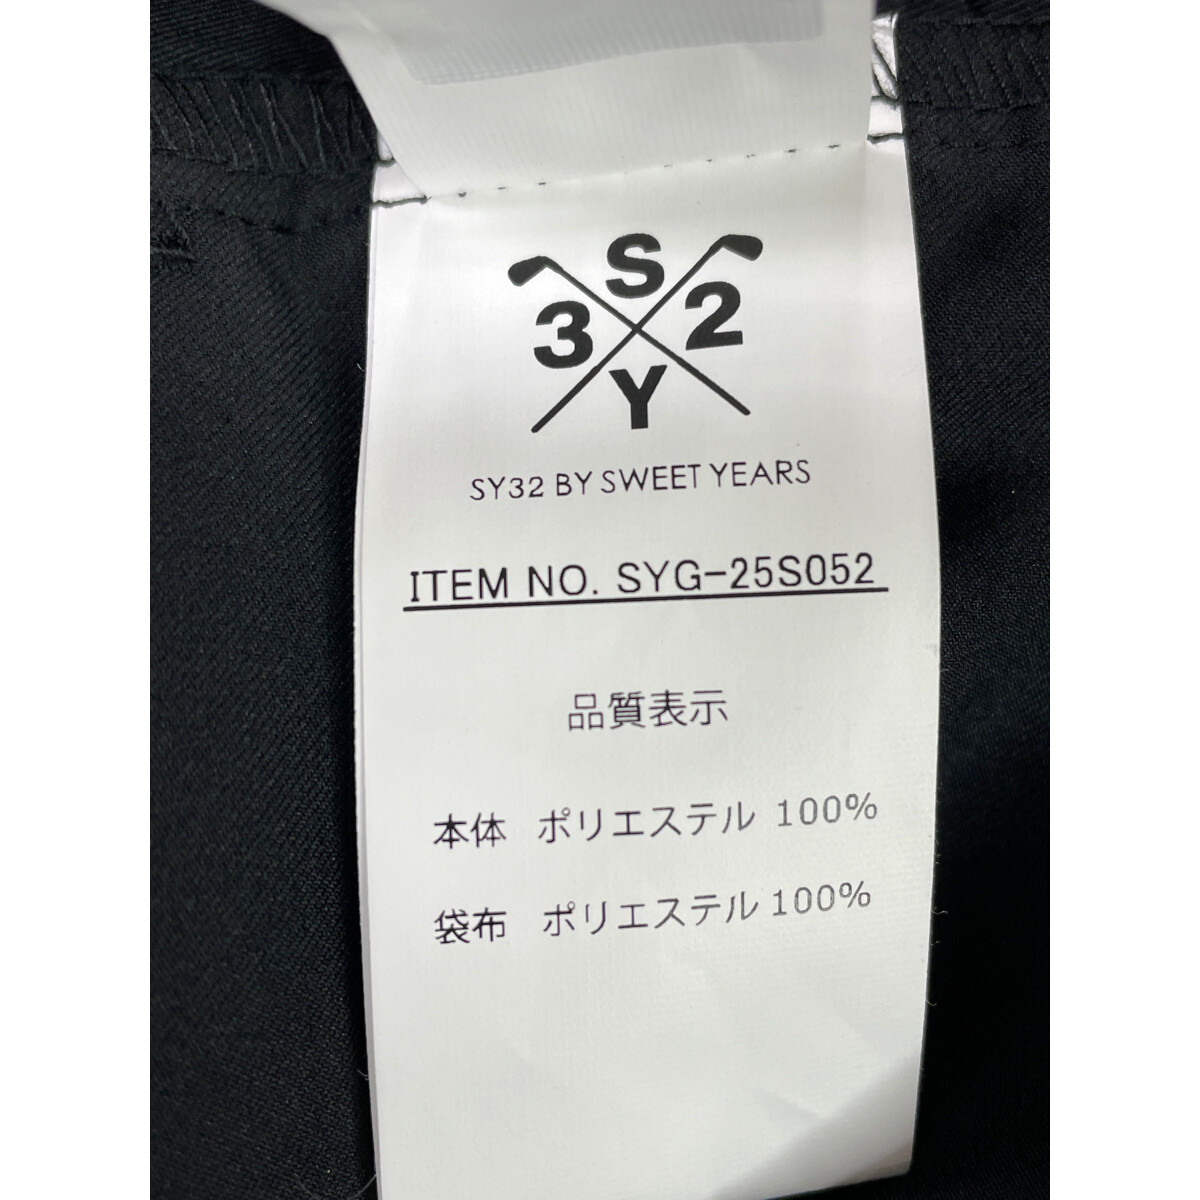 S
3 2
Y
SY32 BY SWEET YEARS
ITEM NO. SYG-25S052
品質表示
本体 ポリエステル 100%
袋布 ポリエステル 100%